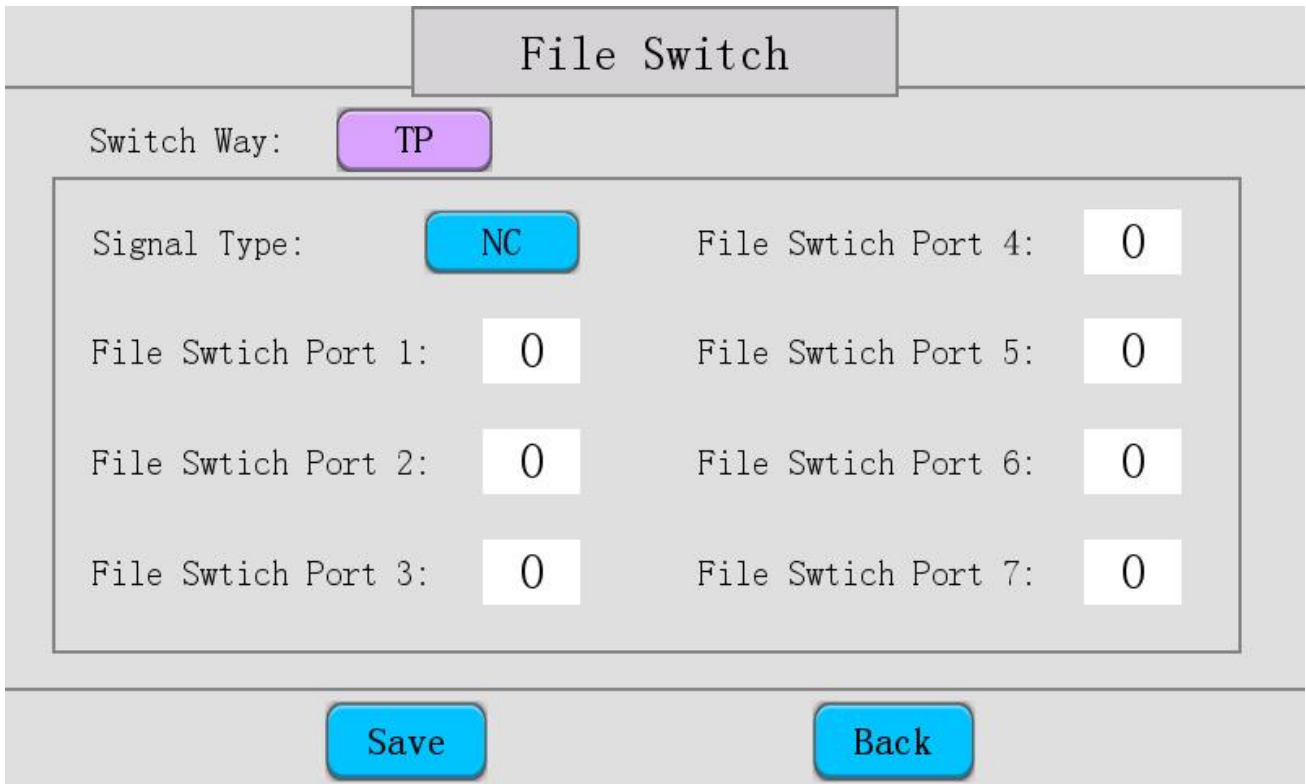 File Switch
Switch Way: TP
Signal Type: NC File Swtich Port 4: 0
File Swtich Port 1: 0 File Swtich Port 5: 0
File Swtich Port 2: 0 File Swtich Port 6: 0
File Swtich Port 3: 0 File Swtich Port 7: 0
Save Back